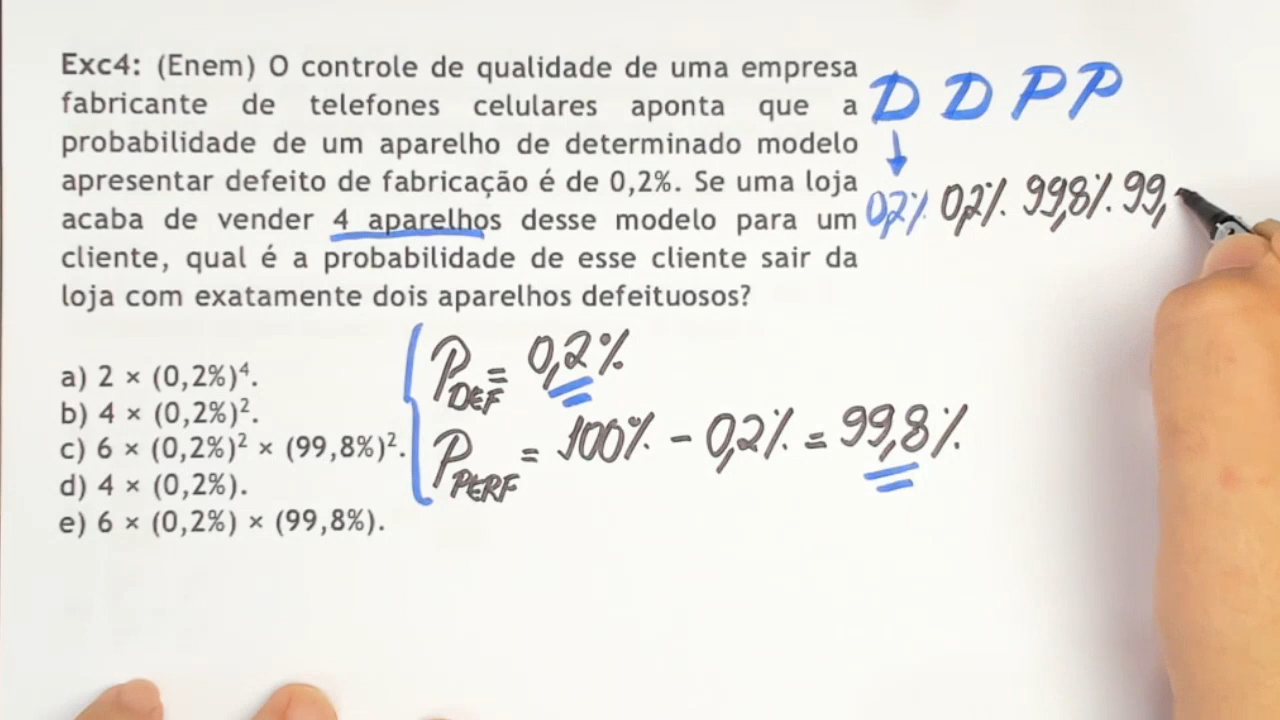 Exc4: (Enem) O controle de qualidade de uma empresa
fabricante de telefones celulares aponta que a
probabilidade de um aparelho de determinado modelo
apresentar defeito de fabricação é de 0,2%. Se uma loja
acaba de vender 4 aparelhos desse modelo para um
cliente, qual é a probabilidade de esse cliente sair da
loja com exatamente dois aparelhos defeituosos?
a) 2 × (0,2%)⁴.
b) 4 × (0,2%)².
c) 6 × (0,2%)² × (99,8%)².
d) 4 × (0,2%).
e) 6 × (0,2%) × (99,8%).
P DEF = 0,2%
P PERF = 100% - 0,2% = 99,8%
D D P P
0,2% 0,2%. 99,8%. 99,